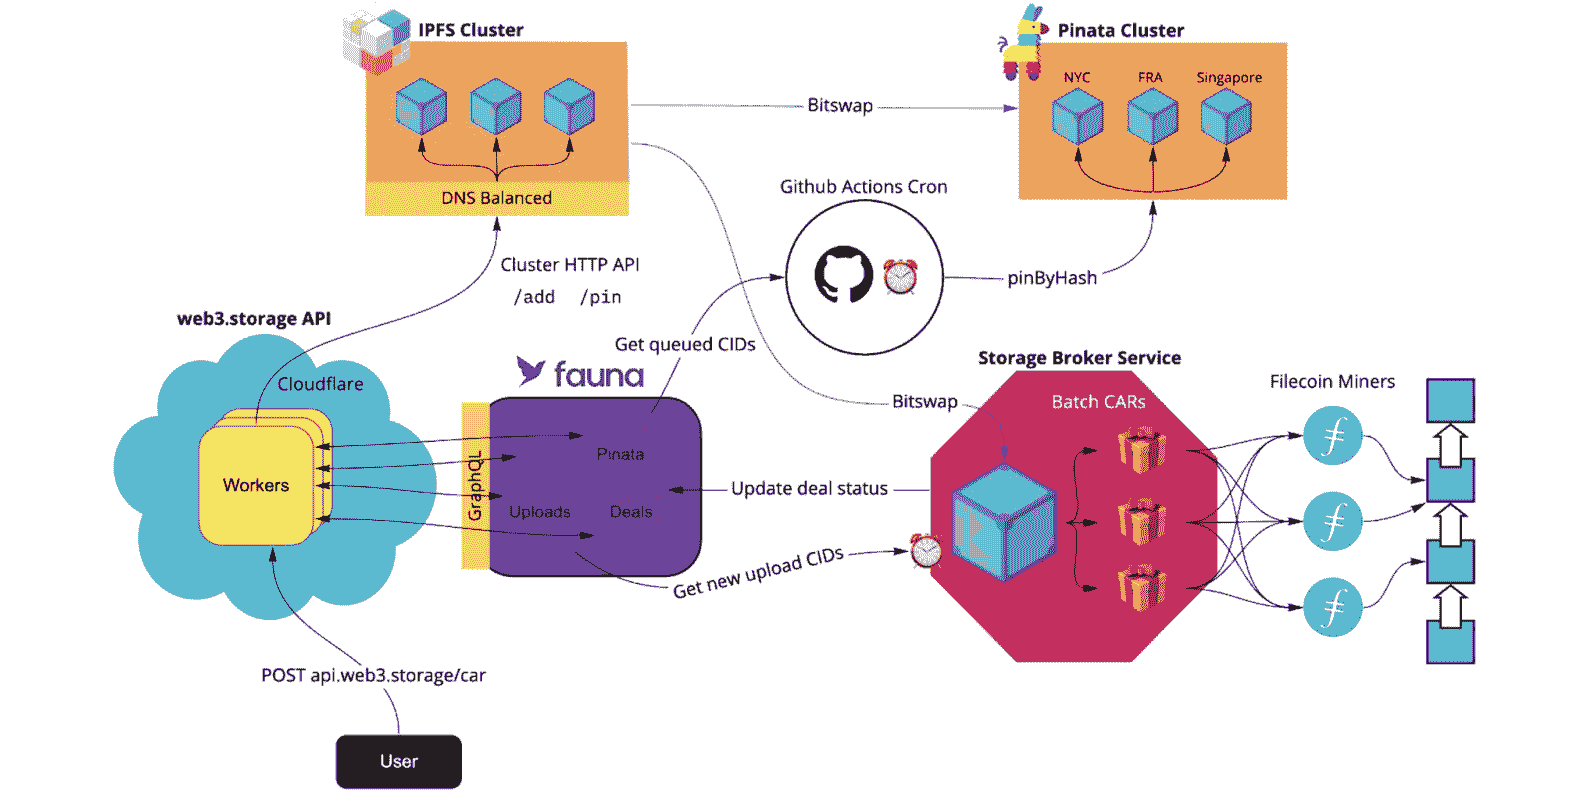 IPFS Cluster
Pinata Cluster
NYC
FRA
Singapore
Bitswap
DNS Balanced
Github Actions Cron
Cluster HTTP API
/add /pin
pinByHash
web3.storage API
Get queued CIDs
Storage Broker Service
fauna
Cloudflare
Filecoin Miners
Bitswap
Batch CARs
GraphQL
Pinata
Workers
Update deal status
Uploads
Deals
Get new upload CIDs
POST api.web3.storage/car
User